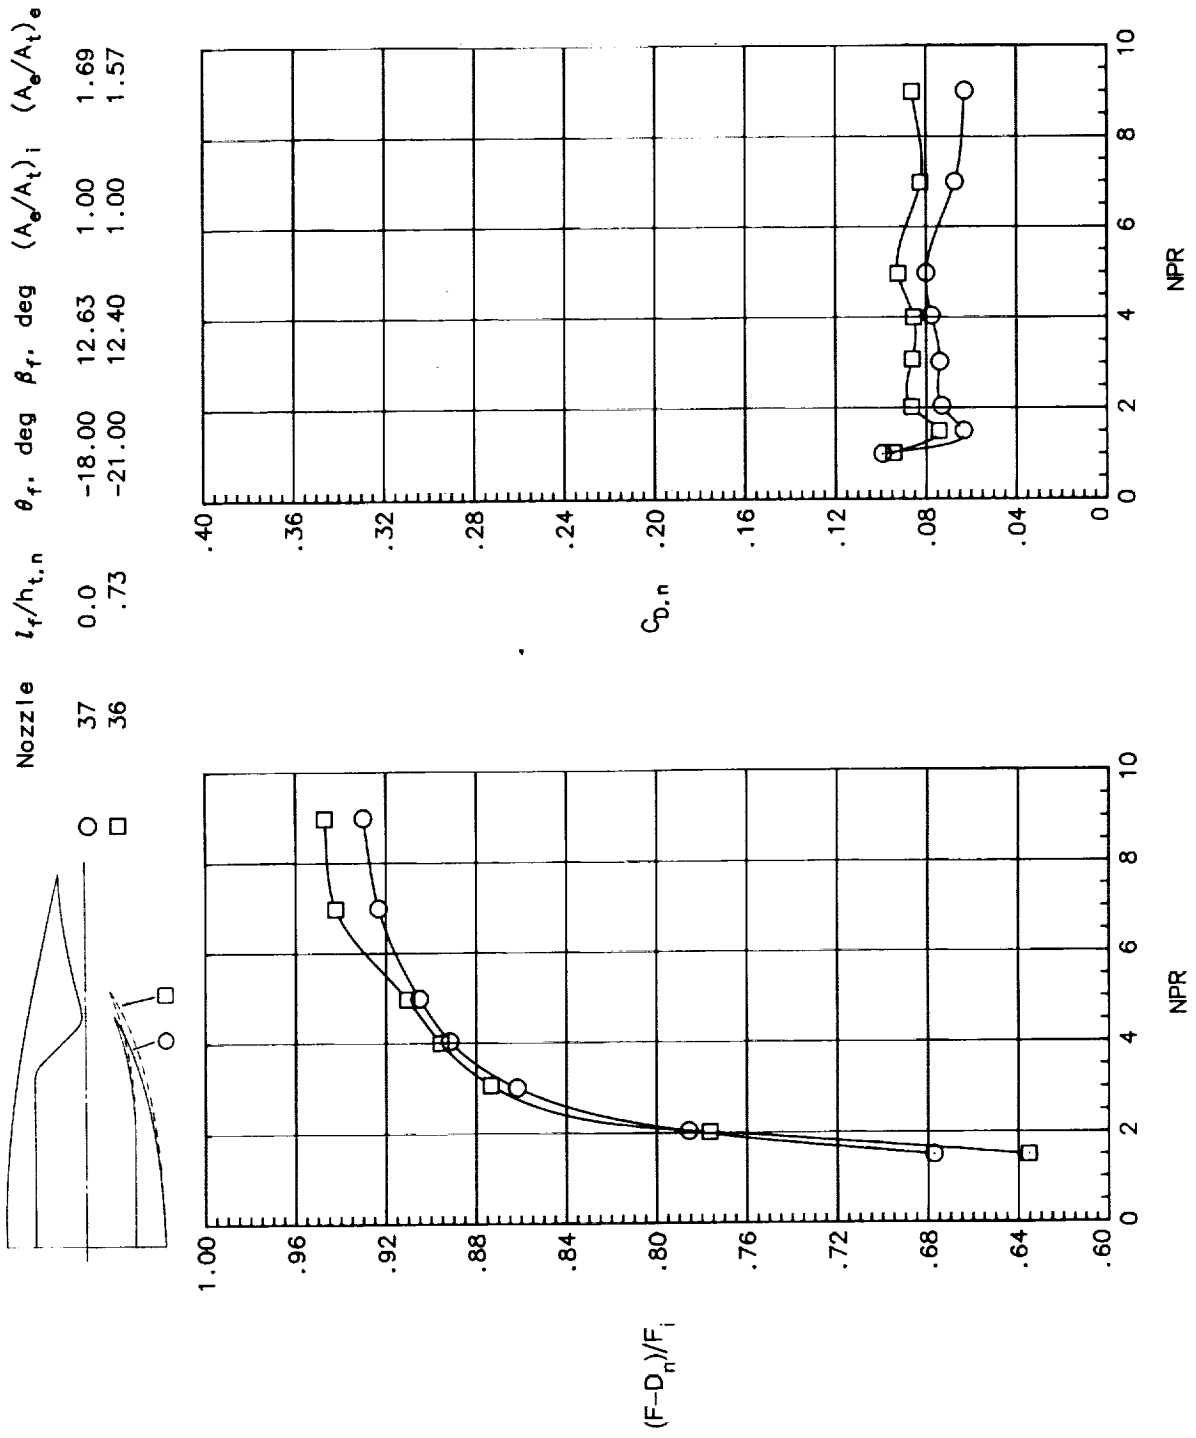 Nozzle l_f/h_t,n θ_f, deg β_f, deg (A_e/A_t)_i (A_e/A_t)_e
37 0.0 -18.00 12.63 1.00 1.69
36 .73 -21.00 12.40 1.00 1.57
(F-D_n)/F_i
1.00
.96
.92
.88
.84
.80
.76
.72
.68
.64
.60
0 2 4 6 8 10
NPR
C_D,n
.40
.36
.32
.28
.24
.20
.16
.12
.08
.04
0
0 2 4 6 8 10
NPR